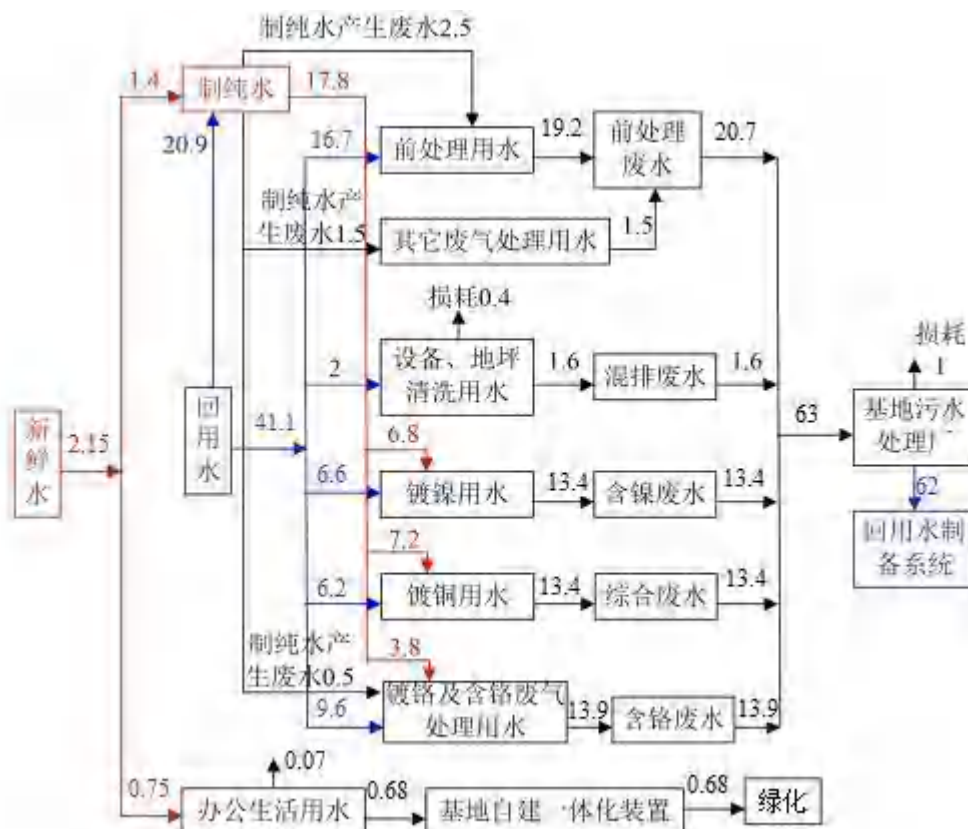 制纯水产生废水2.5
1.4
制纯水
17.8
20.9
16.7
前处理用水
19.2
前处理
废水
20.7
制纯水产
生废水1.5
其它废气处理用水
1.5
损耗0.4
2
设备、地坪
清洗用水
1.6
混排废水
1.6
损耗
1
基地污水
处理厂
63
62
回用水制
备系统
新鲜水
2.15
回用水
41.1
6.8
6.6
镀镍用水
13.4
含镍废水
13.4
7.2
6.2
镀铜用水
13.4
综合废水
13.4
制纯水产
生废水0.5
3.8
9.6
镀铬及含铬废气
处理用水
13.9
含铬废水
13.9
0.07
0.75
办公生活用水
0.68
基地自建一体化装置
0.68
绿化